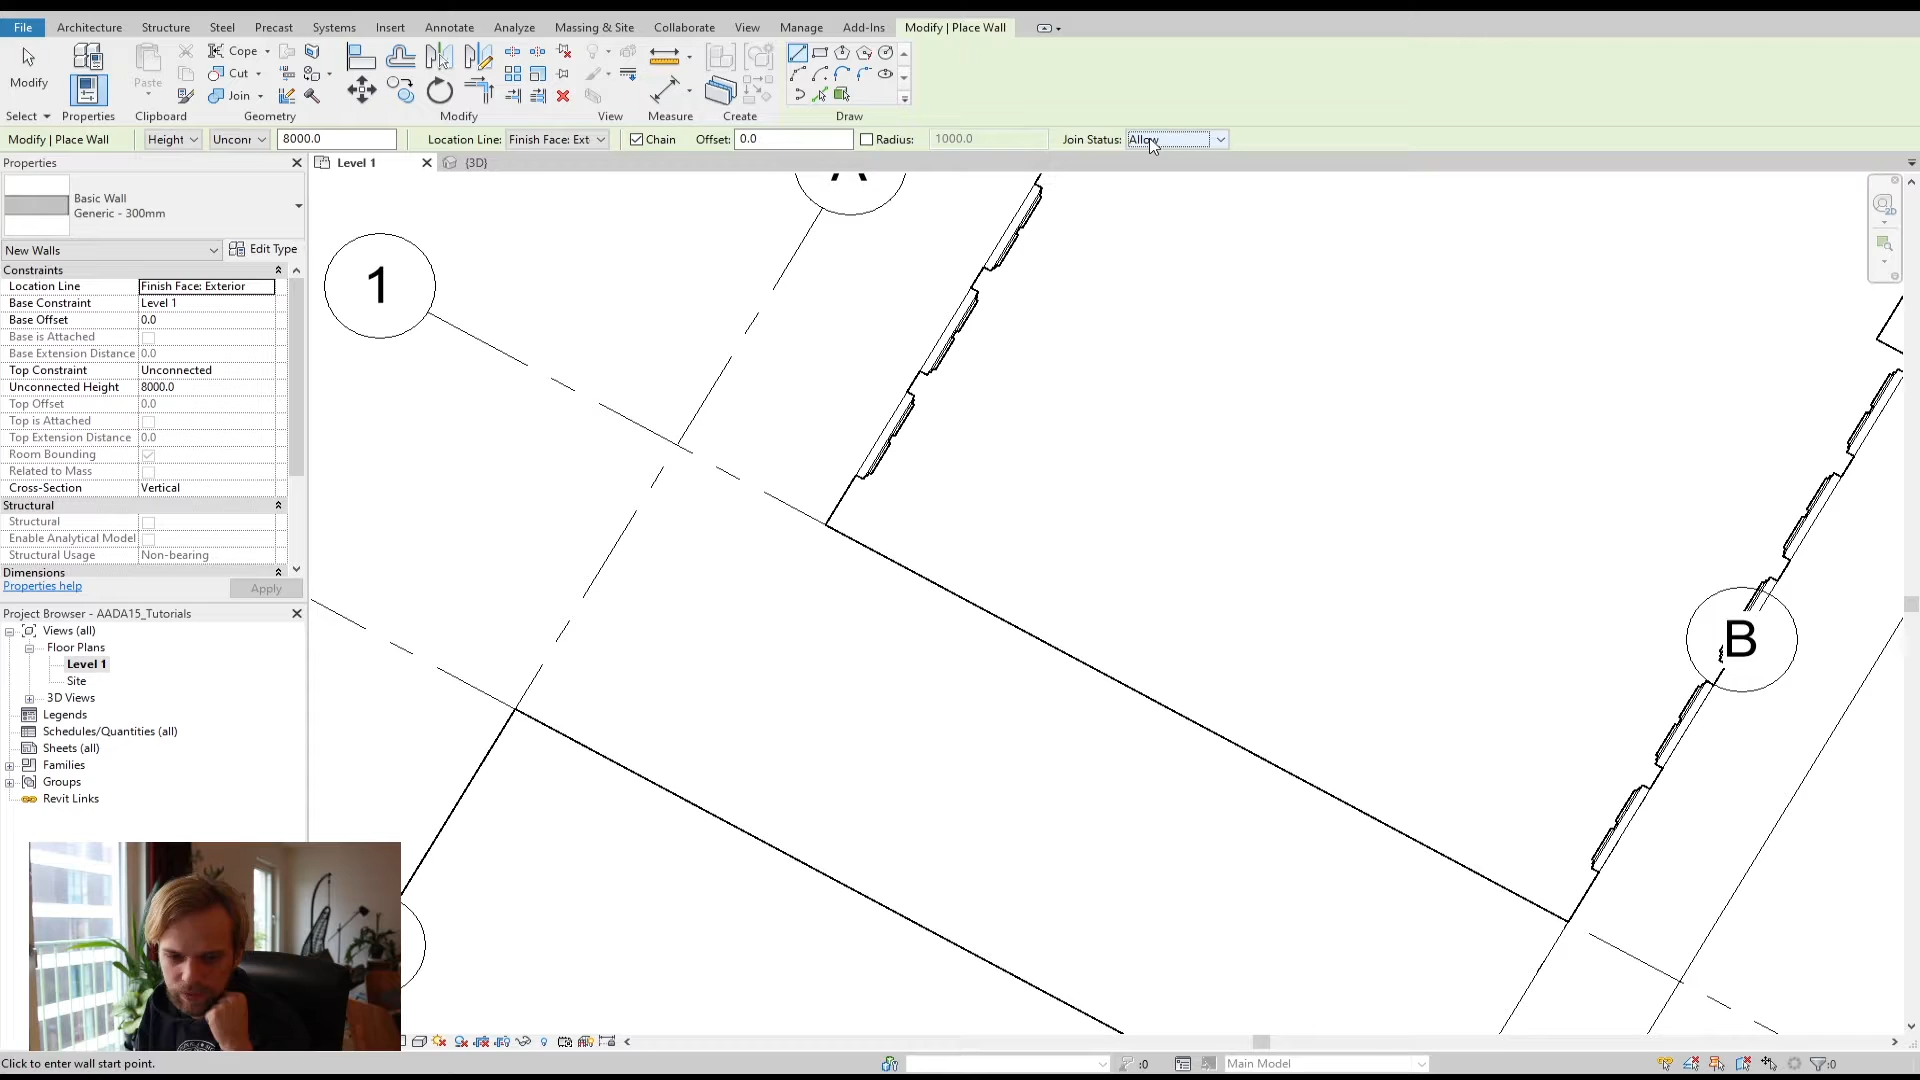 File Architecture Structure Steel Precast Systems Insert Annotate Analyze Massing & Site Collaborate View Manage Add-Ins Modify | Place Wall
Modify Paste Cope Cut Join
Select Properties Clipboard Geometry Modify View Measure Create Draw
Modify | Place Wall Height Unconr 8000.0 Location Line: Finish Face: Ext Chain Offset: 0.0 Radius: 1000.0 Join Status: Allow
Properties
Level 1 {3D}
Basic Wall
Generic - 300mm
New Walls Edit Type
Constraints
Location Line Finish Face: Exterior
Base Constraint Level 1
Base Offset 0.0
Base is Attached
Base Extension Distance 0.0
Top Constraint Unconnected
Unconnected Height 8000.0
Top Offset 0.0
Top is Attached
Top Extension Distance 0.0
Room Bounding
Related to Mass
Cross-Section Vertical
Structural
Structural
Enable Analytical Model
Structural Usage Non-bearing
Dimensions
Properties help Apply
Project Browser - AADA15_Tutorials
Views (all)
Floor Plans
Level 1
Site
3D Views
Legends
Schedules/Quantities (all)
Sheets (all)
Families
Groups
Revit Links
A
1
B
2D
Click to enter wall start point. :0 Main Model :0